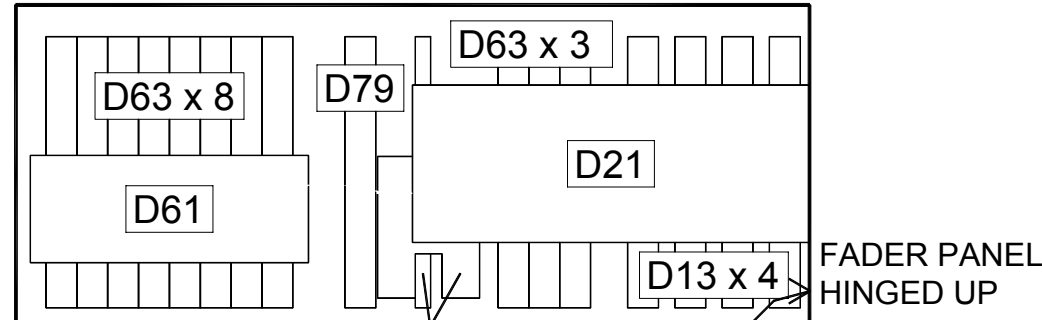 D63 x 3
D63 x 8
D79
D21
D61
FADER PANEL
HINGED UP
D13 x 4